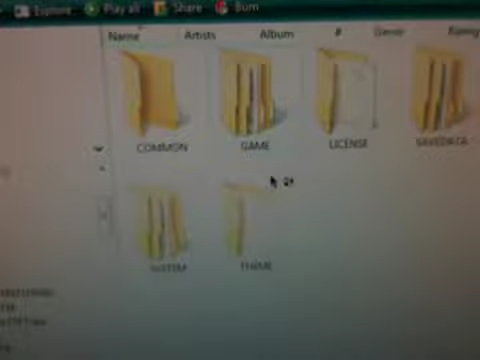 Explore Play all Share Burn
Name Artists Album # Genre Rating
COMMON GAME LICENSE SAVEDATA
SYSTEM THEME